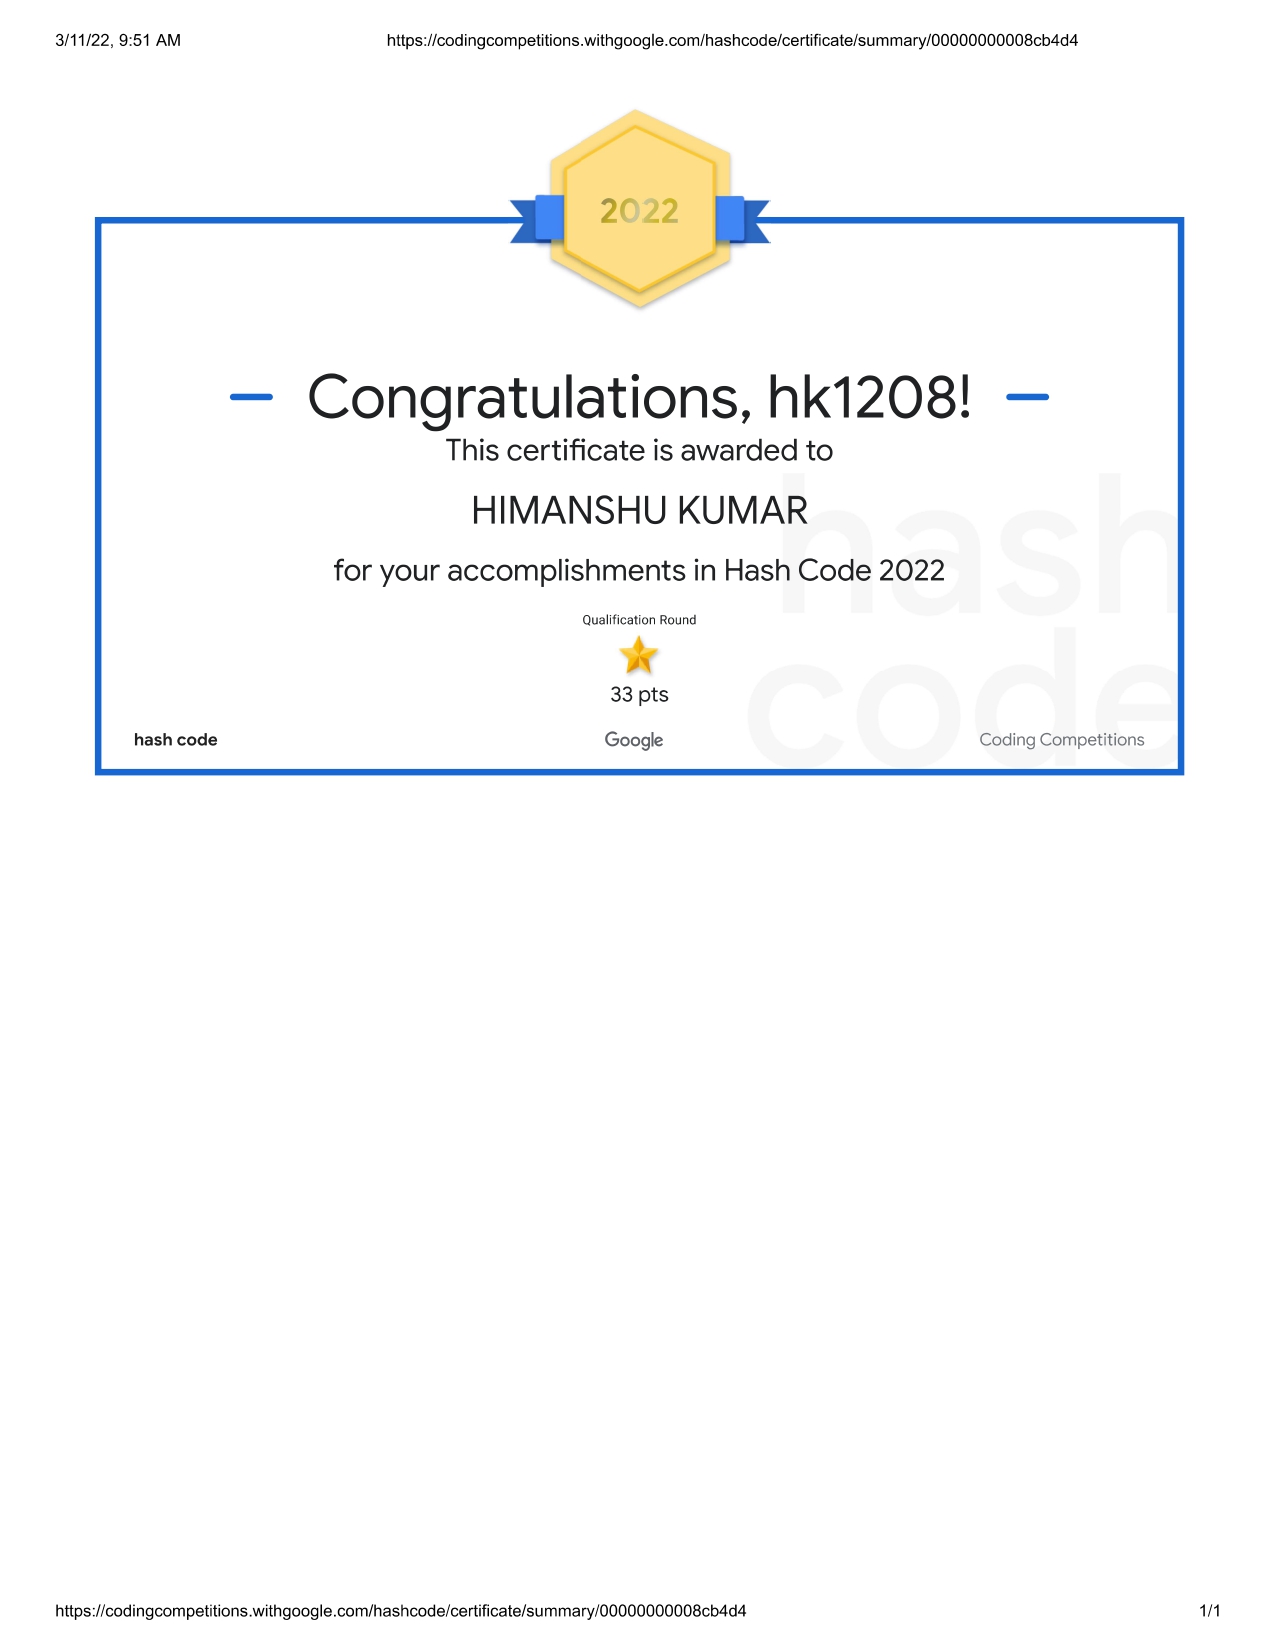 3/11/22, 9:51 AM https://codingcompetitions.withgoogle.com/hashcode/certificate/summary/00000000008cb4d4
2022
Congratulations, hk1208!
This certificate is awarded to
HIMANSHU KUMAR
for your accomplishments in Hash Code 2022
hash
code
Qualification Round
33 pts
hash code Google Coding Competitions
https://codingcompetitions.withgoogle.com/hashcode/certificate/summary/00000000008cb4d4 1/1